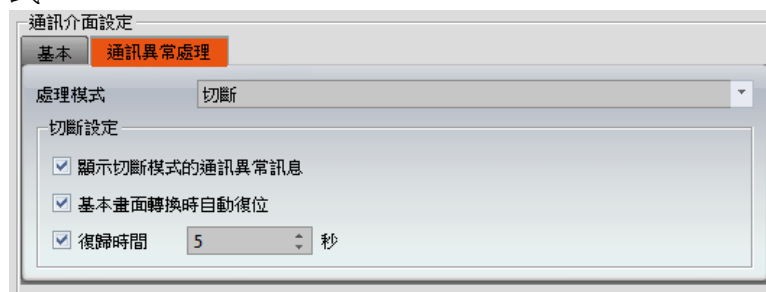 通訊介面設定
基本 通訊異常處理
處理模式 切斷
切斷設定
顯示切斷模式的通訊異常訊息
基本畫面轉換時自動復位
復歸時間 5 秒